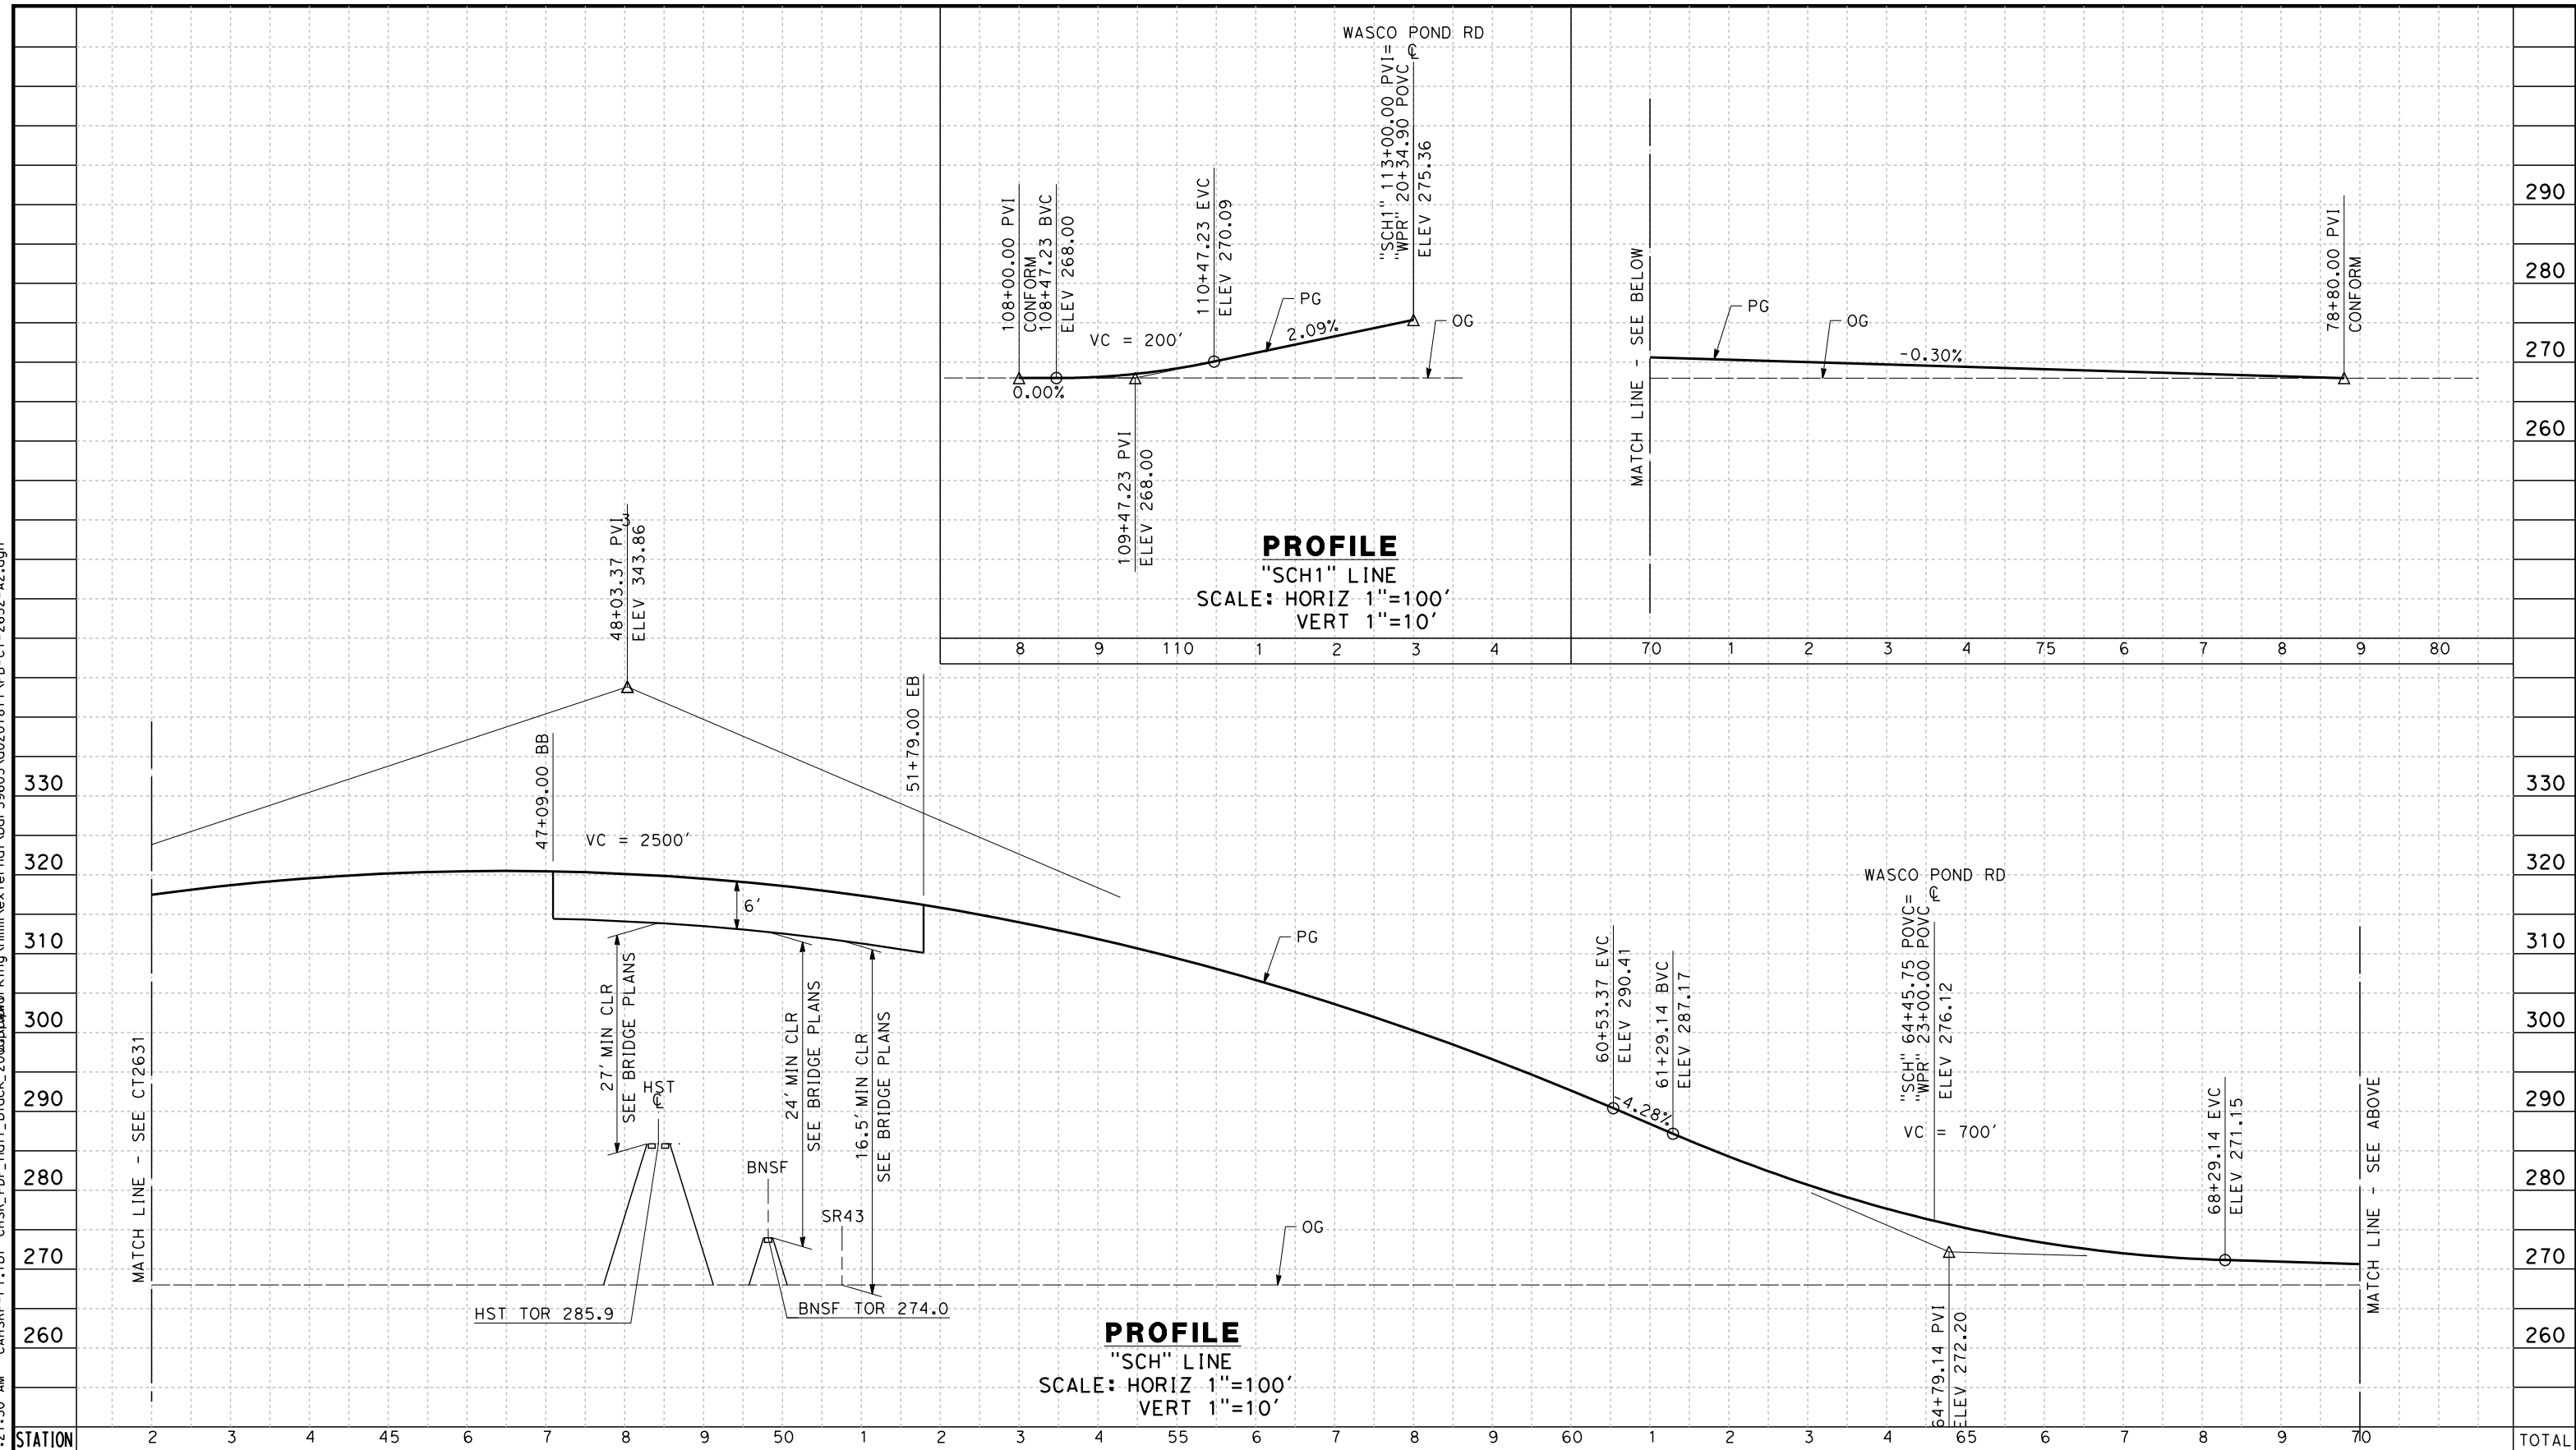 WASCO POND RD
℄
"SCH1" 113+00.00 PVI=
"WPR" 20+34.90 POVC
ELEV 275.36
108+00.00 PVI
CONFORM
108+47.23 BVC
ELEV 268.00
110+47.23 EVC
ELEV 270.09
VC = 200'
PG
2.09%
OG
0.00%
109+47.23 PVI
ELEV 268.00
PROFILE
"SCH1" LINE
SCALE: HORIZ 1"=100'
VERT 1"=10'
8 9 110 1 2 3 4
MATCH LINE - SEE BELOW
PG
OG
-0.30%
78+80.00 PVI
CONFORM
290
280
270
260
70 1 2 3 4 75 6 7 8 9 80
48+03.37 PVI
3
ELEV 343.86
47+09.00 BB
51+79.00 EB
VC = 2500'
6'
PG
330
320
310
300
290
280
270
260
MATCH LINE - SEE CT2631
27' MIN CLR
SEE BRIDGE PLANS
HST
℄
24' MIN CLR
SEE BRIDGE PLANS
16.5' MIN CLR
SEE BRIDGE PLANS
BNSF
SR43
HST TOR 285.9
BNSF TOR 274.0
OG
60+53.37 EVC
ELEV 290.41
61+29.14 BVC
ELEV 287.17
-4.28%
WASCO POND RD
℄
"SCH" 64+45.75 POVC=
"WPR" 23+00.00 POVC
ELEV 276.12
VC = 700'
64+79.14 PVI
ELEV 272.20
68+29.14 EVC
ELEV 271.15
MATCH LINE - SEE ABOVE
330
320
310
300
290
280
270
260
PROFILE
"SCH" LINE
SCALE: HORIZ 1"=100'
VERT 1"=10'
STATION 2 3 4 45 6 7 8 9 50 1 2 3 4 55 6 7 8 9 60 1 2 3 4 65 6 7 8 9 70 TOTAL